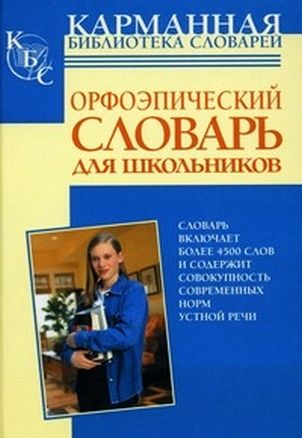 КБС
КАРМАННАЯ
БИБЛИОТЕКА СЛОВАРЕЙ
ОРФОЭПИЧЕСКИЙ
СЛОВАРЬ
ДЛЯ ШКОЛЬНИКОВ
СЛОВАРЬ
ВКЛЮЧАЕТ
БОЛЕЕ 4500 СЛОВ
И СОДЕРЖИТ
СОВОКУПНОСТЬ
СОВРЕМЕННЫХ
НОРМ
УСТНОЙ РЕЧИ